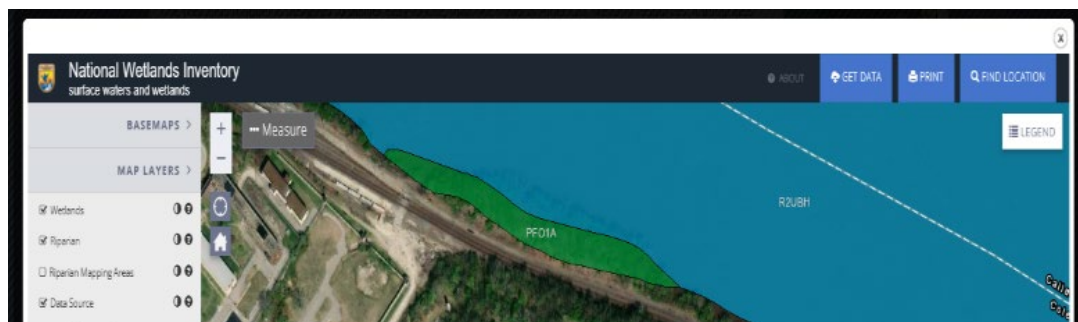 National Wetlands Inventory
surface waters and wetlands
ABOUT
GET DATA
PRINT
FIND LOCATION
BASEMAPS >
MAP LAYERS >
Measure
LEGEND
Wetlands
Riparian
Riparian Mapping Areas
Data Source
R2UBH
PFO1A